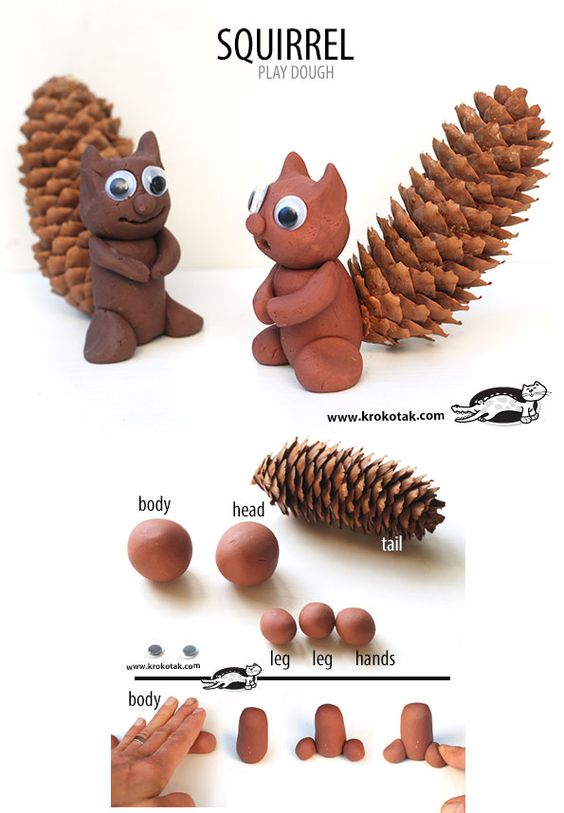 SQUIRREL
PLAY DOUGH
www.krokotak.com
body
head
tail
leg leg hands
www.krokotak.com
body